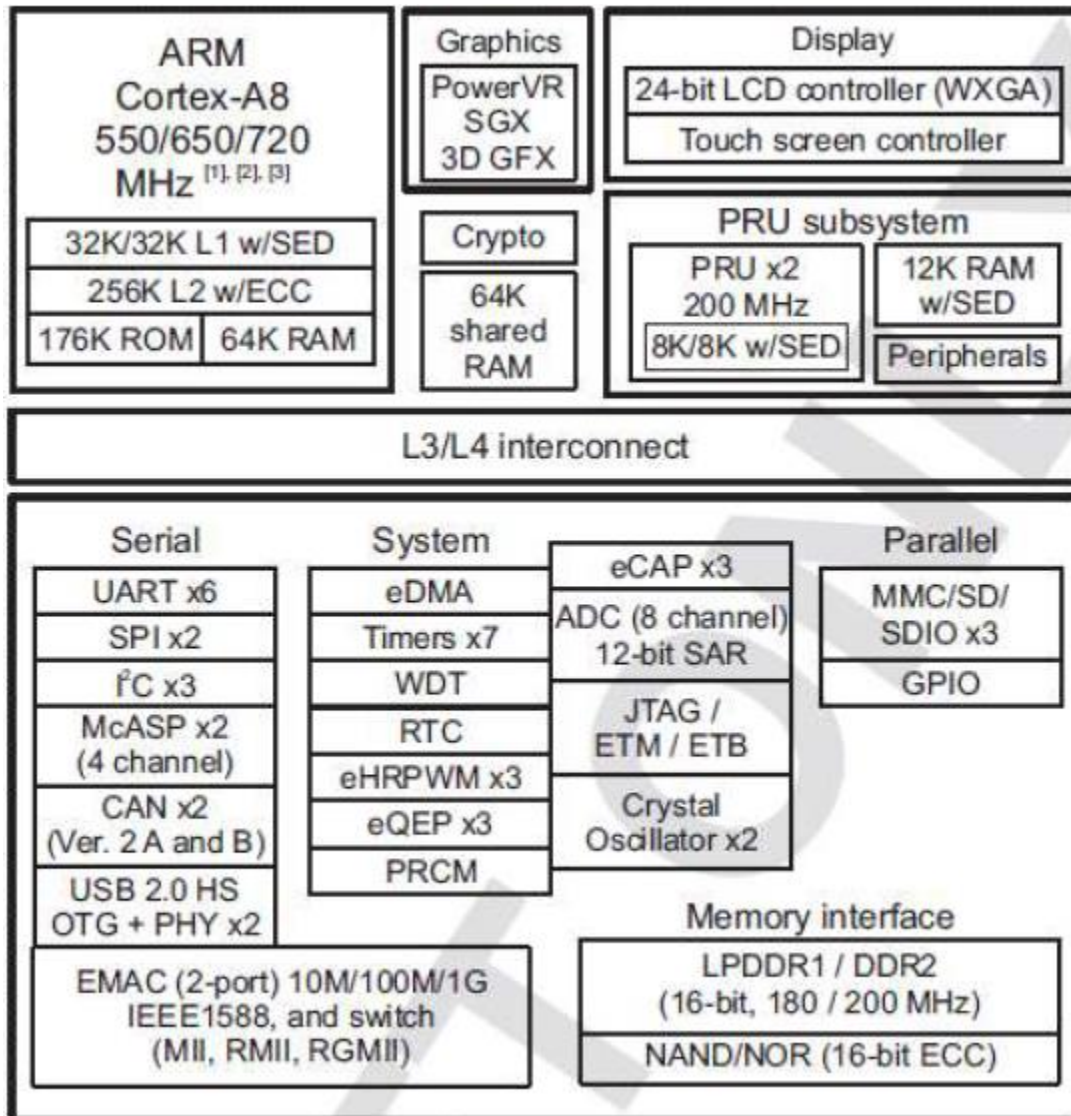 ARM
Cortex-A8
550/650/720
MHz [1], [2], [3]
32K/32K L1 w/SED
256K L2 w/ECC
176K ROM
64K RAM
Graphics
PowerVR
SGX
3D GFX
Crypto
64K
shared
RAM
Display
24-bit LCD controller (WXGA)
Touch screen controller
PRU subsystem
PRU x2
200 MHz
8K/8K w/SED
12K RAM
w/SED
Peripherals
L3/L4 interconnect
Serial
UART x6
SPI x2
I²C x3
McASP x2
(4 channel)
CAN x2
(Ver. 2 A and B)
USB 2.0 HS
OTG + PHY x2
EMAC (2-port) 10M/100M/1G
IEEE1588, and switch
(MII, RMII, RGMII)
System
eDMA
Timers x7
WDT
RTC
eHRPWM x3
eQEP x3
PRCM
eCAP x3
ADC (8 channel)
12-bit SAR
JTAG /
ETM / ETB
Crystal
Oscillator x2
Parallel
MMC/SD/
SDIO x3
GPIO
Memory interface
LPDDR1 / DDR2
(16-bit, 180 / 200 MHz)
NAND/NOR (16-bit ECC)